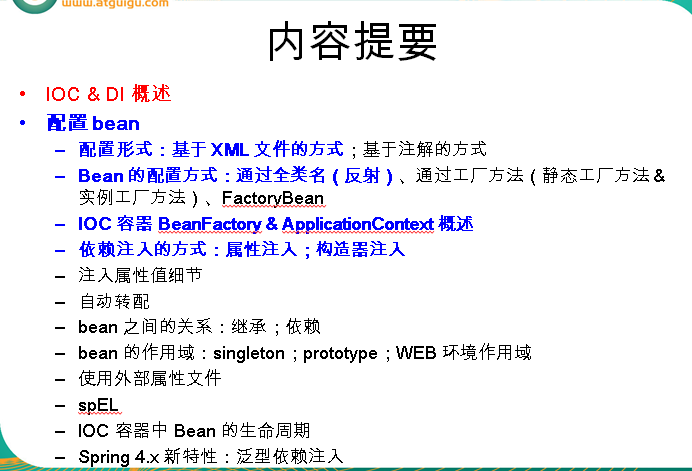 www.atguigu.com
内容提要
• IOC & DI 概述
• 配置 bean
– 配置形式：基于 XML 文件的方式；基于注解的方式
– Bean 的配置方式：通过全类名（反射）、通过工厂方法（静态工厂方法 &
实例工厂方法）、FactoryBean
– IOC 容器 BeanFactory & ApplicationContext 概述
– 依赖注入的方式：属性注入；构造器注入
– 注入属性值细节
– 自动转配
– bean 之间的关系：继承；依赖
– bean 的作用域：singleton；prototype；WEB 环境作用域
– 使用外部属性文件
– spEL
– IOC 容器中 Bean 的生命周期
– Spring 4.x 新特性：泛型依赖注入